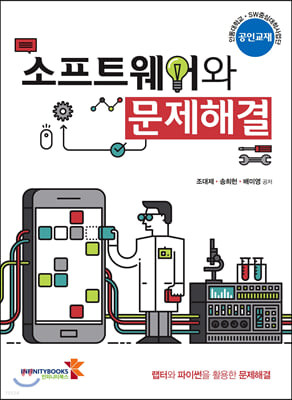 안동대학교 · SW중심대학사업단
공인교재
소프트웨어와
문제해결
조대제 · 송희헌 · 배미영 공저
INFINITYBOOKS
인피니티북스
랩터와 파이썬을 활용한 문제해결